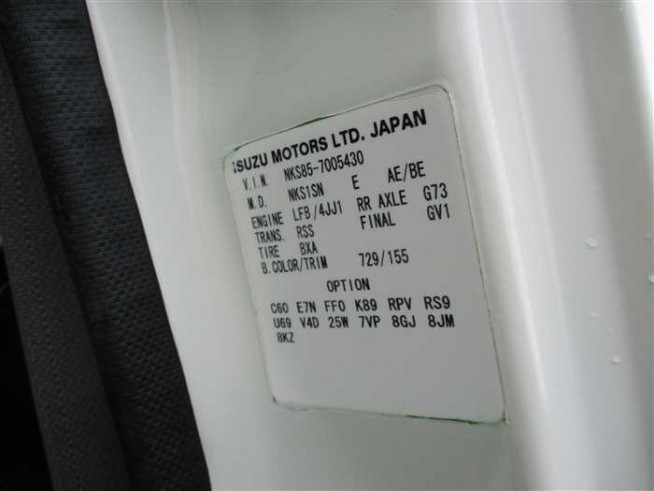 ISUZU MOTORS LTD. JAPAN
V.I.N. NKS85-7005430
M.D. NKS1SN E AE/BE
ENGINE LFB/4JJ1 RR AXLE G73
TRANS. RSS FINAL GV1
TIRE BXA
B.COLOR/TRIM 729/155
OPTION
C60 E7N FF0 K89 RPV RS9
U69 V4D 25W 7VP 8GJ 8JM
8KZ